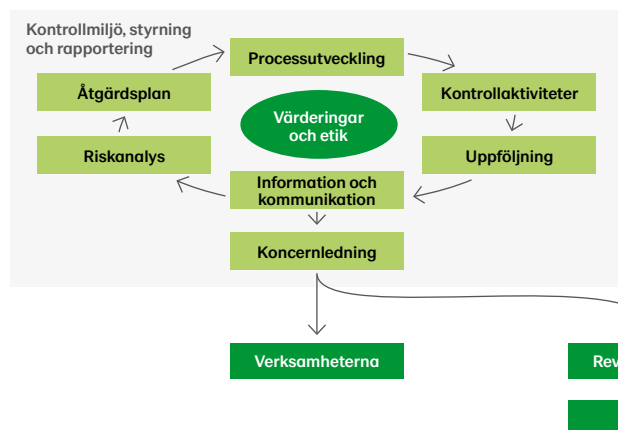 Kontrollmiljö, styrning
och rapportering
Processutveckling
Åtgärdsplan
Kontrollaktiviteter
Värderingar
och etik
Riskanalys
Uppföljning
Information och
kommunikation
Koncernledning
Verksamheterna